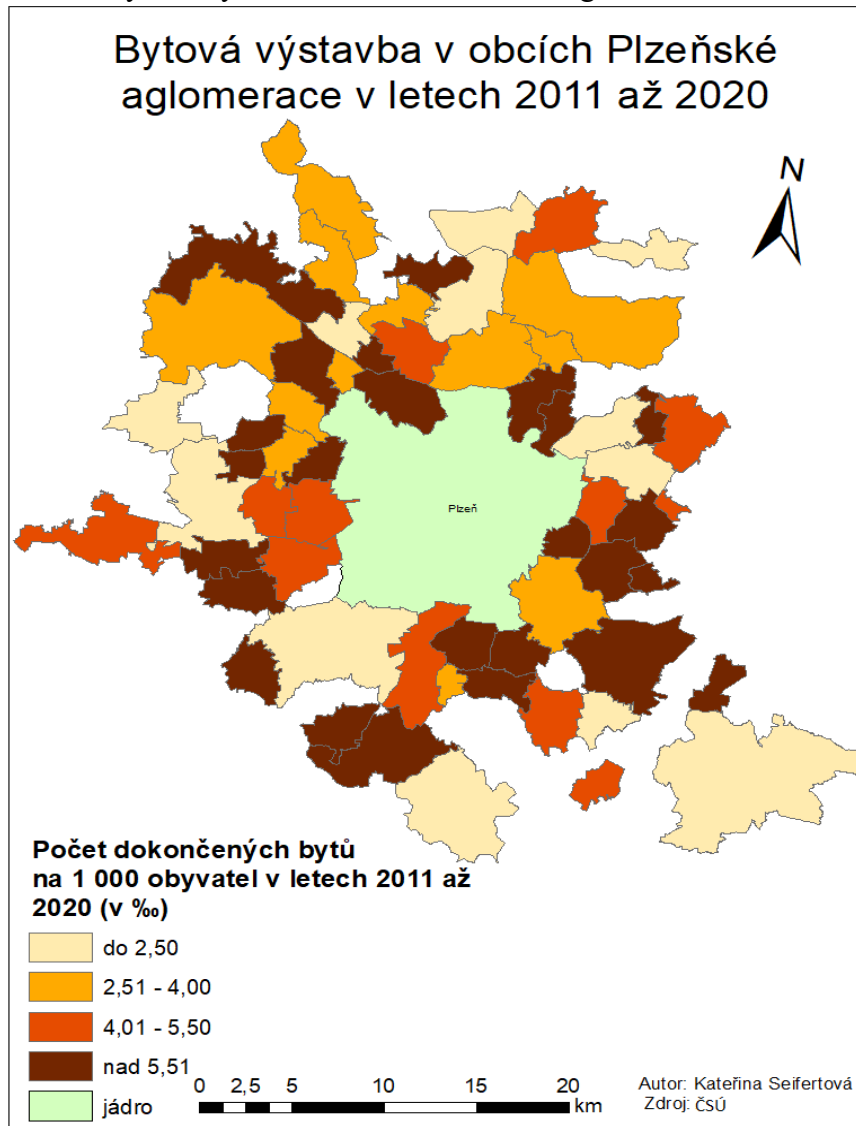 Bytová výstavba v obcích Plzeňské
aglomerace v letech 2011 až 2020
N
Plzeň
Počet dokončených bytů
na 1 000 obyvatel v letech 2011 až
2020 (v ‰)
do 2,50
2,51 - 4,00
4,01 - 5,50
nad 5,51
jádro
0 2,5 5 10 15 20
km
Autor: Kateřina Seifertová
Zdroj: ČSÚ